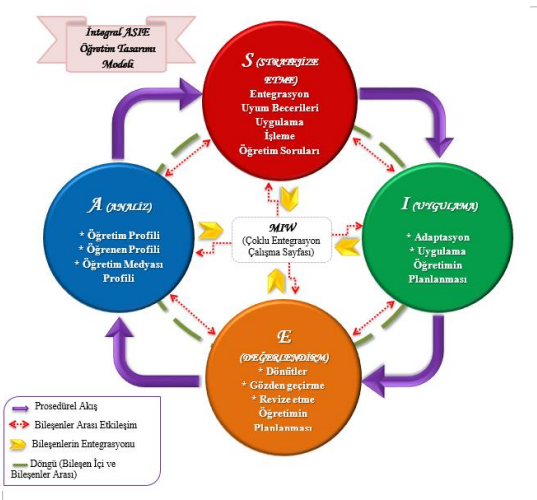 İntegral ASIE
Öğretim Tasarımı
Modeli
S (STRATEJİZE
ETME)
Entegrasyon
Uyum Becerileri
Uygulama
İşleme
Öğretim Soruları
A (ANALİZ)
* Öğretim Profili
* Öğrenen Profili
* Öğretim Medyası
Profili
MIW
(Çoklu Entegrasyon
Çalışma Sayfası)
I (UYGULAMA)
* Adaptasyon
* Uygulama
Öğretimin
Planlanması
E
(DEĞERLENDİRM)
* Dönütler
* Gözden geçirme
* Revize etme
Öğretimin
Planlanması
Prosedürel Akış
Bileşenler Arası Etkileşim
Bileşenlerin Entegrasyonu
Döngü (Bileşen İçi ve
Bileşenler Arası)